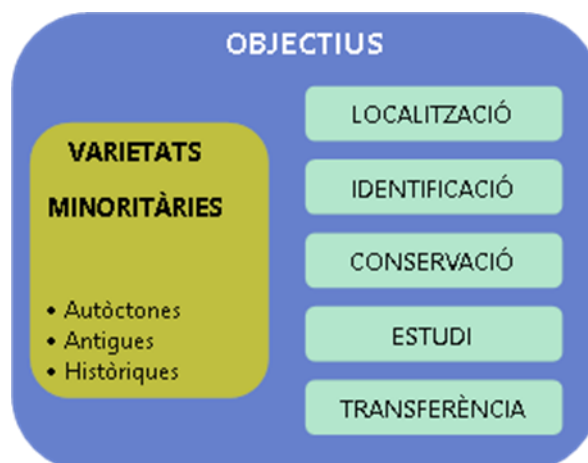 OBJECTIUS
VARIETATS
MINORITÀRIES
• Autòctones
• Antigues
• Històriques
LOCALITZACIÓ
IDENTIFICACIÓ
CONSERVACIÓ
ESTUDI
TRANSFERÈNCIA